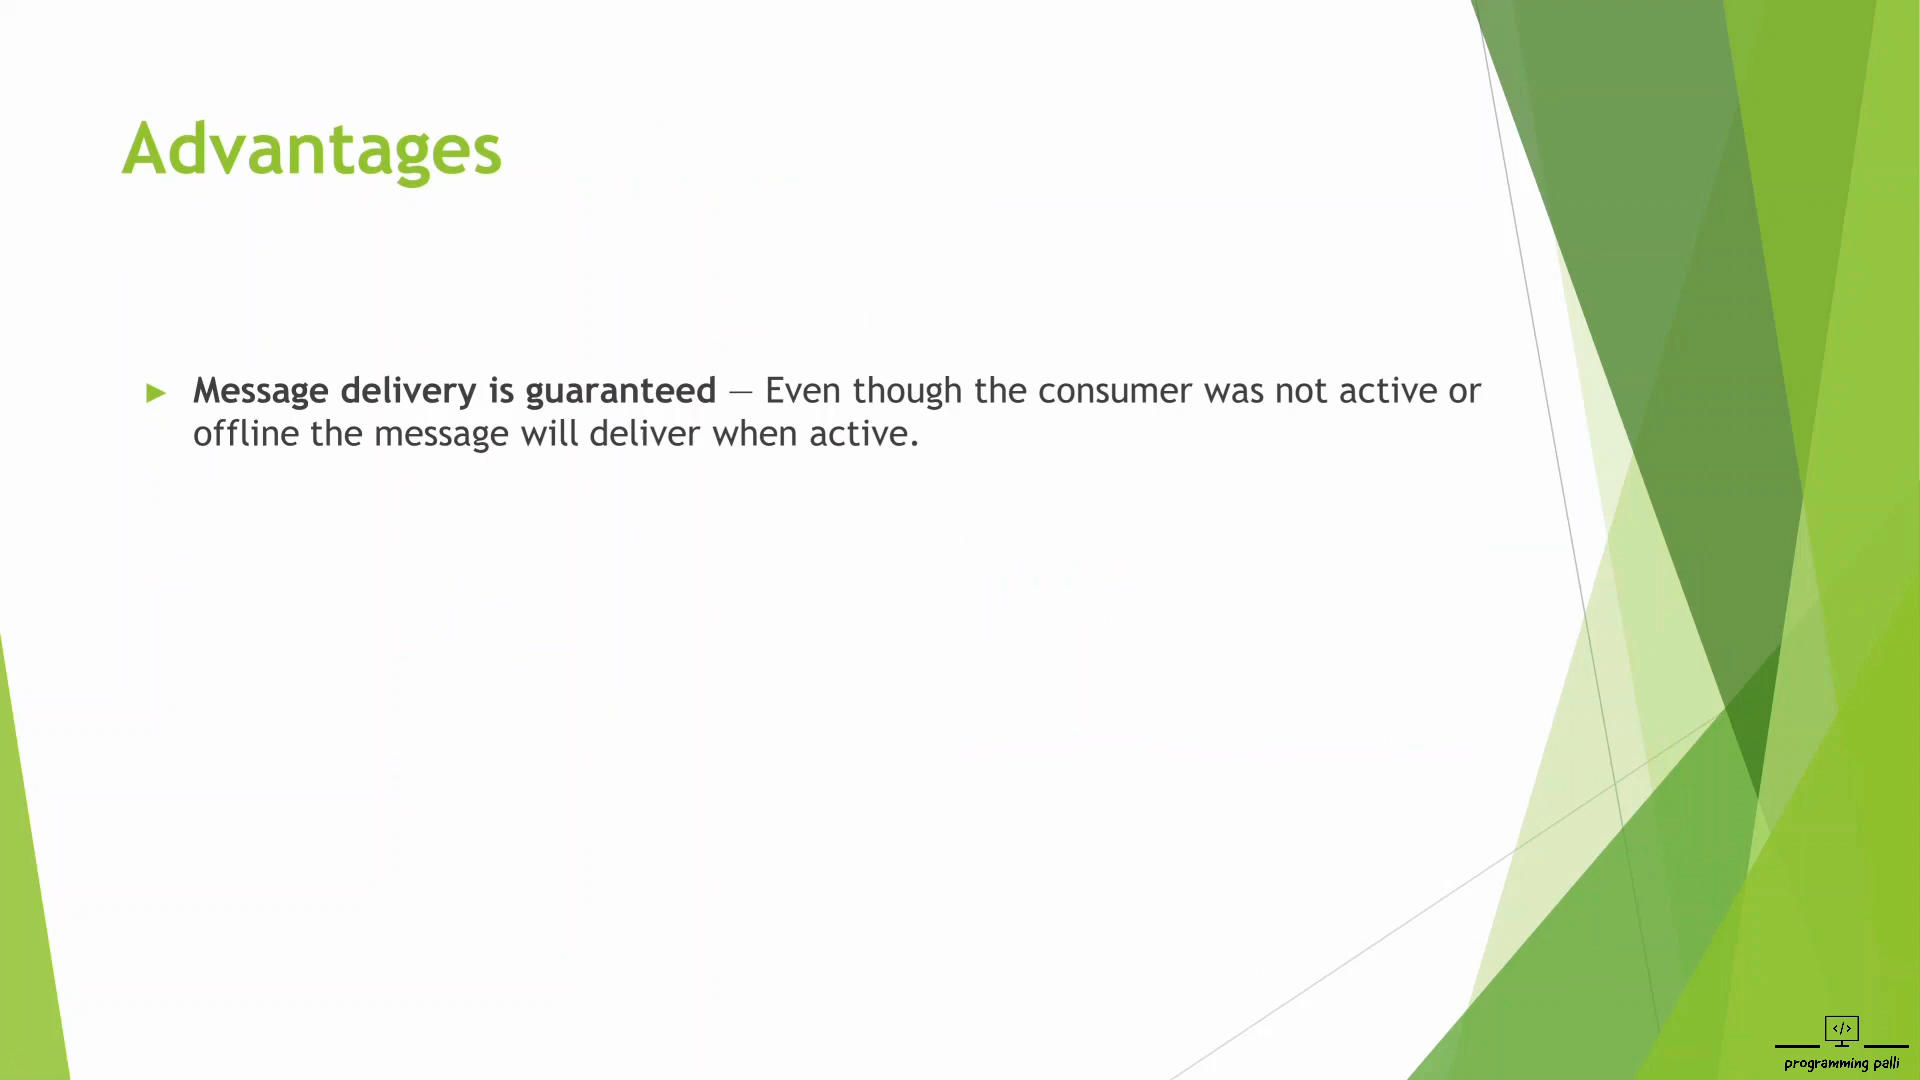 Advantages
► Message delivery is guaranteed — Even though the consumer was not active or
offline the message will deliver when active.
</>
programming palli